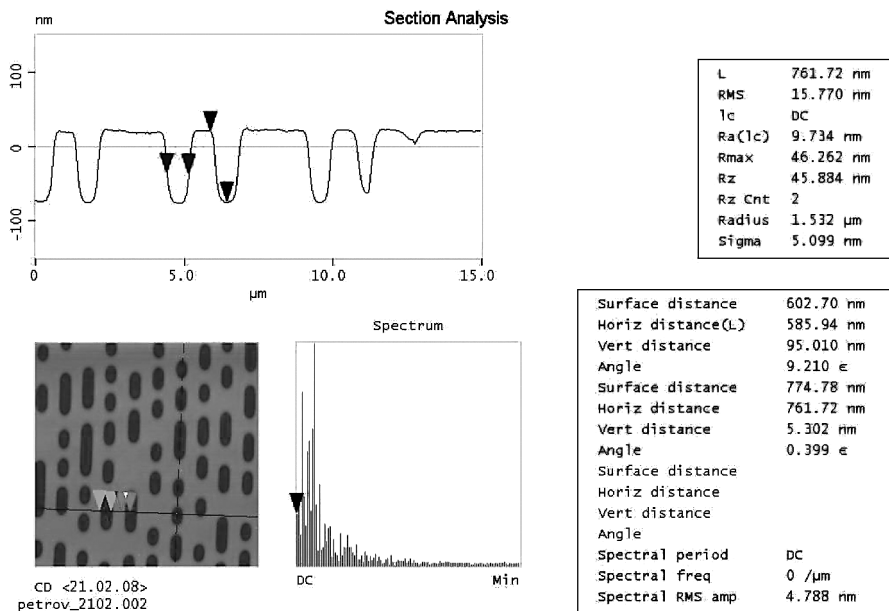 Section Analysis
nm
100
0
-100
0 5.0 10.0 15.0
µm
L 761.72 nm
RMS 15.770 nm
lc DC
Ra(lc) 9.734 nm
Rmax 46.262 nm
Rz 45.884 nm
Rz Cnt 2
Radius 1.532 µm
Sigma 5.099 nm
Spectrum
DC Min
CD <21.02.08>
petrov_2102.002
Surface distance 602.70 nm
Horiz distance(L) 585.94 nm
Vert distance 95.010 nm
Angle 9.210 є
Surface distance 774.78 nm
Horiz distance 761.72 nm
Vert distance 5.302 nm
Angle 0.399 є
Surface distance
Horiz distance
Vert distance
Angle
Spectral period DC
Spectral freq 0 /µm
Spectral RMS amp 4.788 nm